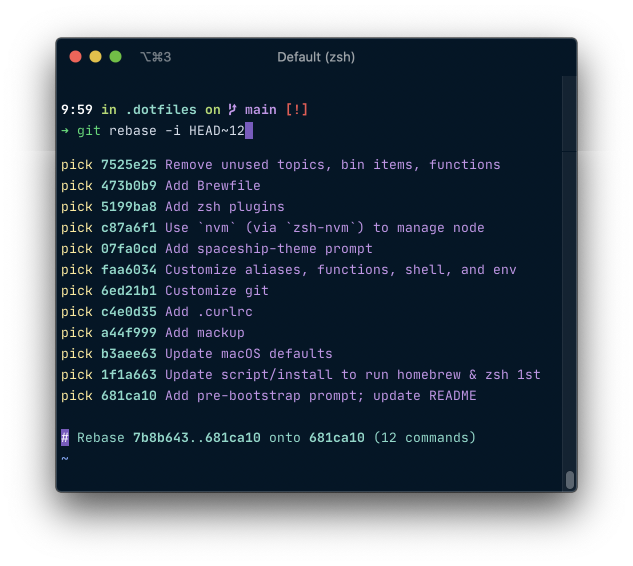 ⌥⌘3 Default (zsh)
9:59 in .dotfiles on main [!]
→ git rebase -i HEAD~12
pick 7525e25 Remove unused topics, bin items, functions
pick 473b0b9 Add Brewfile
pick 5199ba8 Add zsh plugins
pick c87a6f1 Use `nvm` (via `zsh-nvm`) to manage node
pick 07fa0cd Add spaceship-theme prompt
pick faa6034 Customize aliases, functions, shell, and env
pick 6ed21b1 Customize git
pick c4e0d35 Add .curlrc
pick a44f999 Add mackup
pick b3aee63 Update macOS defaults
pick 1f1a663 Update script/install to run homebrew & zsh 1st
pick 681ca10 Add pre-bootstrap prompt; update README
# Rebase 7b8b643..681ca10 onto 681ca10 (12 commands)
~